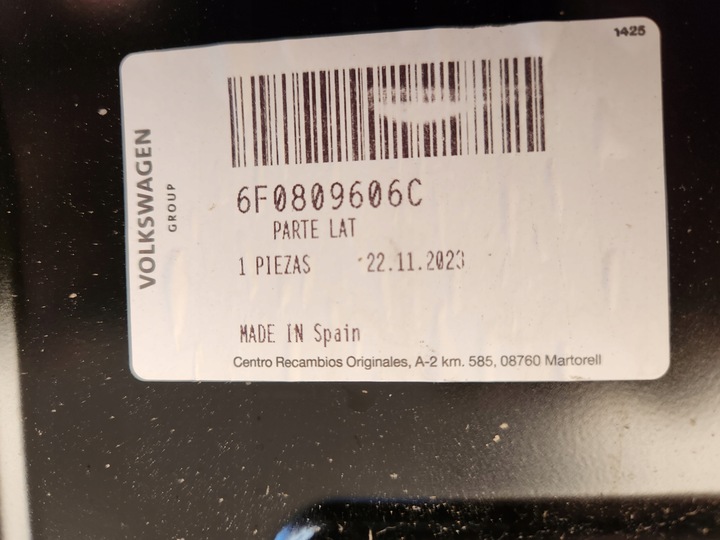 1425
VOLKSWAGEN
GROUP
6F0809606C
PARTE LAT
1 PIEZAS 22.11.2023
MADE IN Spain
Centro Recambios Originales, A-2 km. 585, 08760 Martorell